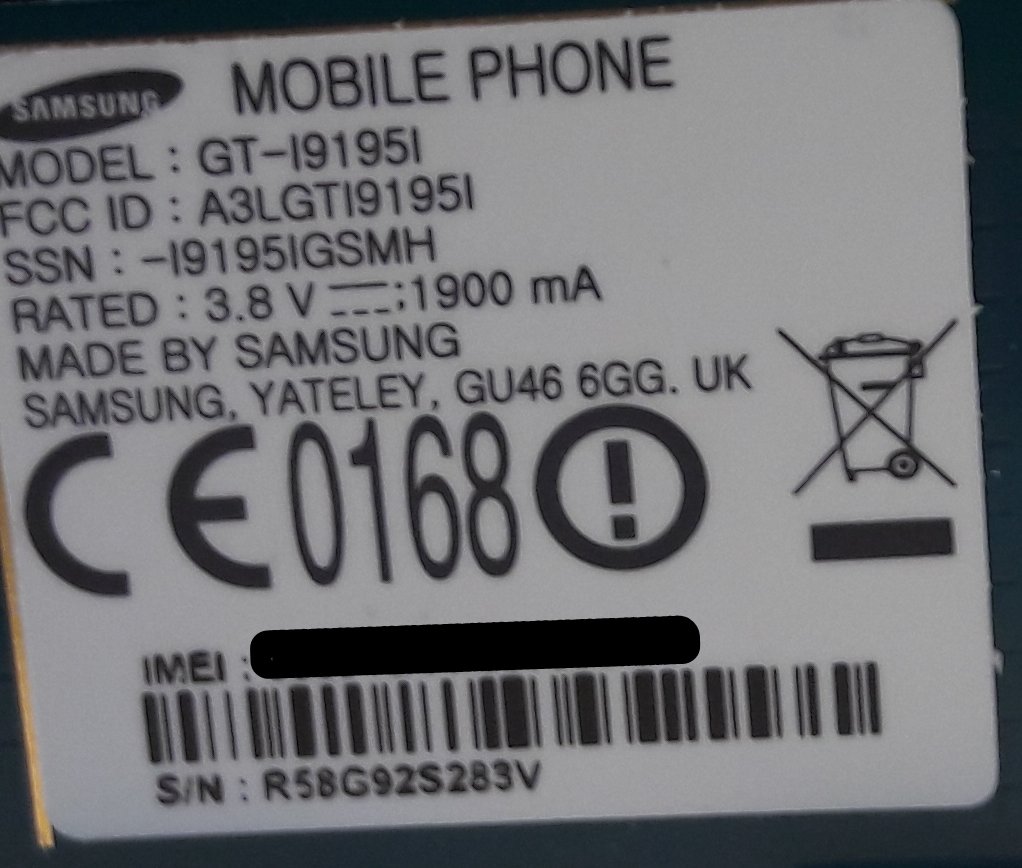 SAMSUNG MOBILE PHONE
MODEL : GT-I9195I
FCC ID : A3LGTI9195I
SSN : -I9195IGSMH
RATED : 3.8 V ⎓;1900 mA
MADE BY SAMSUNG
SAMSUNG, YATELEY, GU46 6GG. UK
CE0168
IMEI :
S/N : R58G92S283V